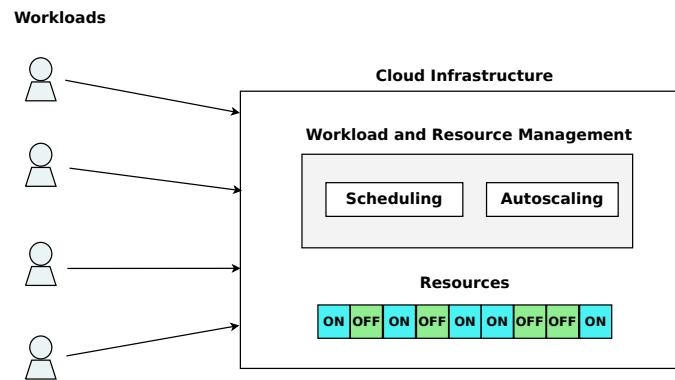 Workloads
Cloud Infrastructure
Workload and Resource Management
Scheduling Autoscaling
Resources
ON OFF ON OFF ON ON OFF OFF ON